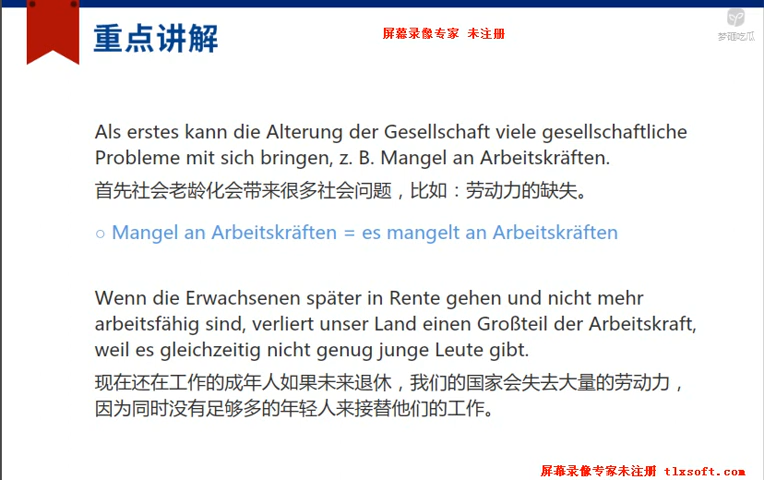 重点讲解
屏幕录像专家 未注册
Als erstes kann die Alterung der Gesellschaft viele gesellschaftliche
Probleme mit sich bringen, z. B. Mangel an Arbeitskräften.
首先社会老龄化会带来很多社会问题，比如：劳动力的缺失。
○ Mangel an Arbeitskräften = es mangelt an Arbeitskräften
Wenn die Erwachsenen später in Rente gehen und nicht mehr
arbeitsfähig sind, verliert unser Land einen Großteil der Arbeitskraft,
weil es gleichzeitig nicht genug junge Leute gibt.
现在还在工作的成年人如果未来退休，我们的国家会失去大量的劳动力，
因为同时没有足够多的年轻人来接替他们的工作。
屏幕录像专家未注册 tlxsoft.com